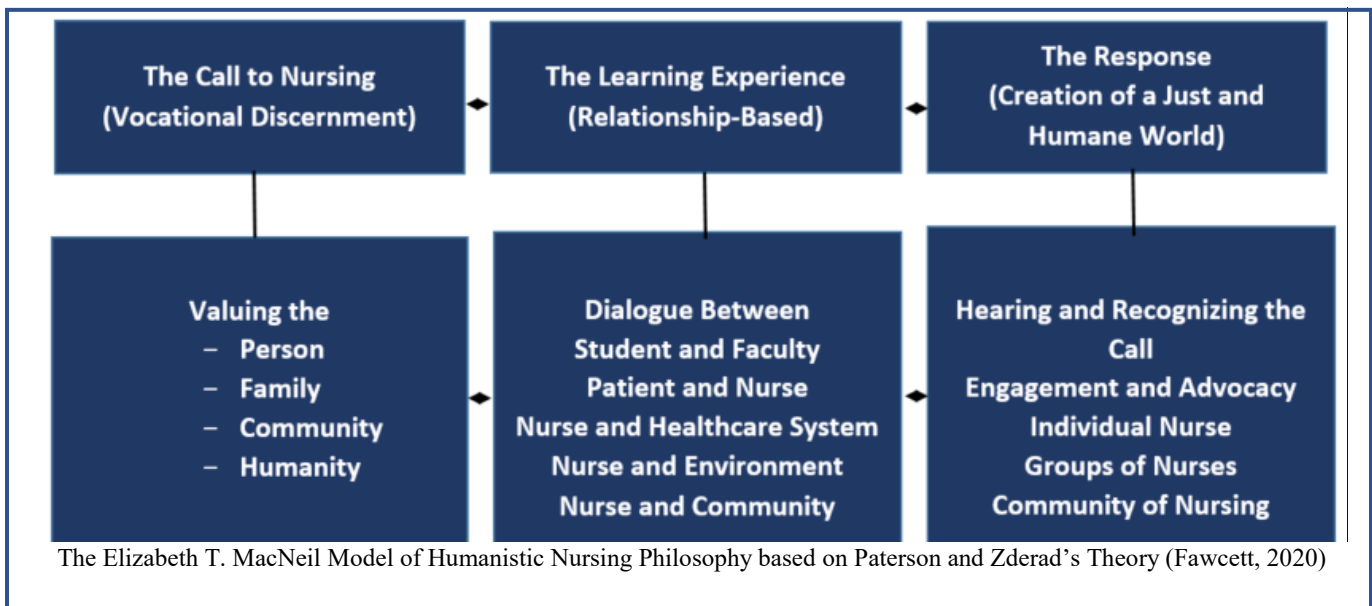 The Call to Nursing
(Vocational Discernment)
The Learning Experience
(Relationship-Based)
The Response
(Creation of a Just and
Humane World)
Valuing the
– Person
– Family
– Community
– Humanity
Dialogue Between
Student and Faculty
Patient and Nurse
Nurse and Healthcare System
Nurse and Environment
Nurse and Community
Hearing and Recognizing the
Call
Engagement and Advocacy
Individual Nurse
Groups of Nurses
Community of Nursing
The Elizabeth T. MacNeil Model of Humanistic Nursing Philosophy based on Paterson and Zderad’s Theory (Fawcett, 2020)